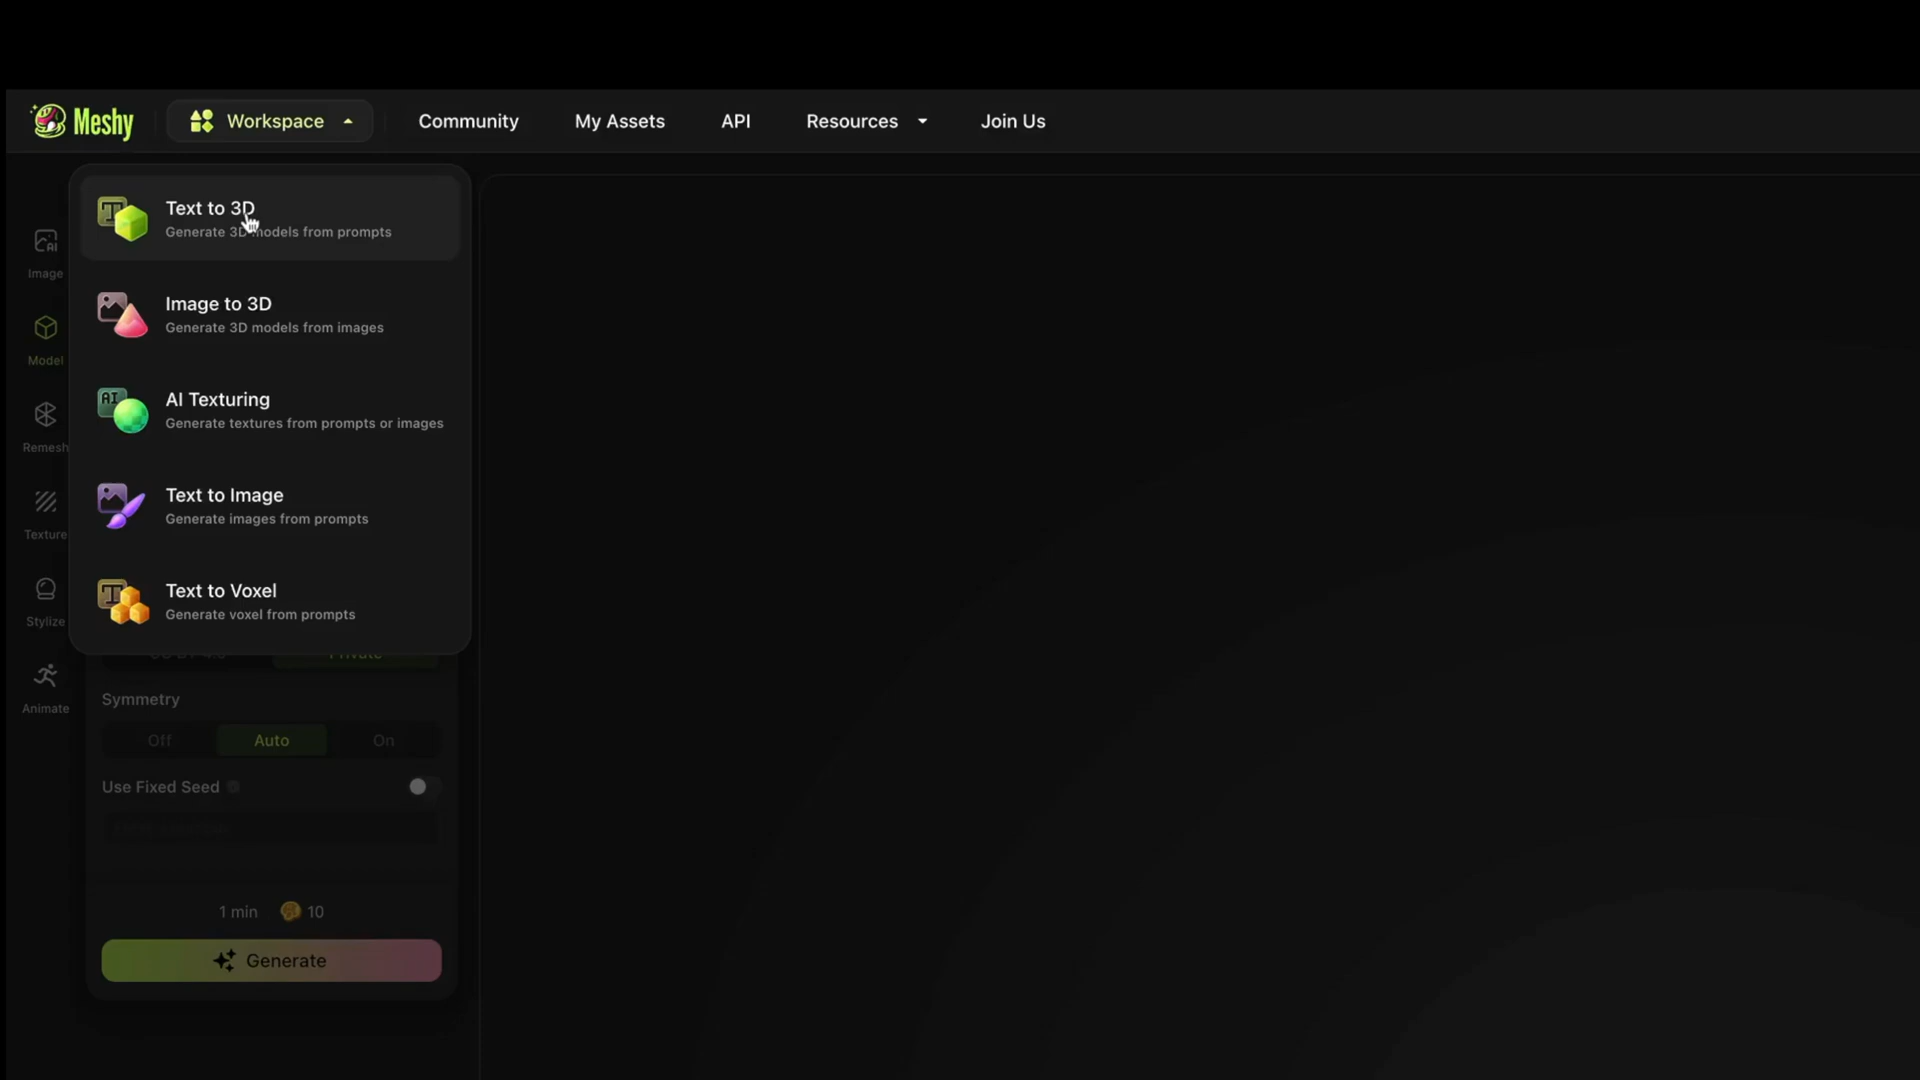 Meshy
Workspace
Community
My Assets
API
Resources
Join Us
Text to 3D
Generate 3D models from prompts
Image to 3D
Generate 3D models from images
AI Texturing
Generate textures from prompts or images
Text to Image
Generate images from prompts
Text to Voxel
Generate voxel from prompts
Image
Model
Remesh
Texture
Stylize
Animate
Private
Symmetry
Off
Auto
On
Use Fixed Seed
1 min
10
Generate